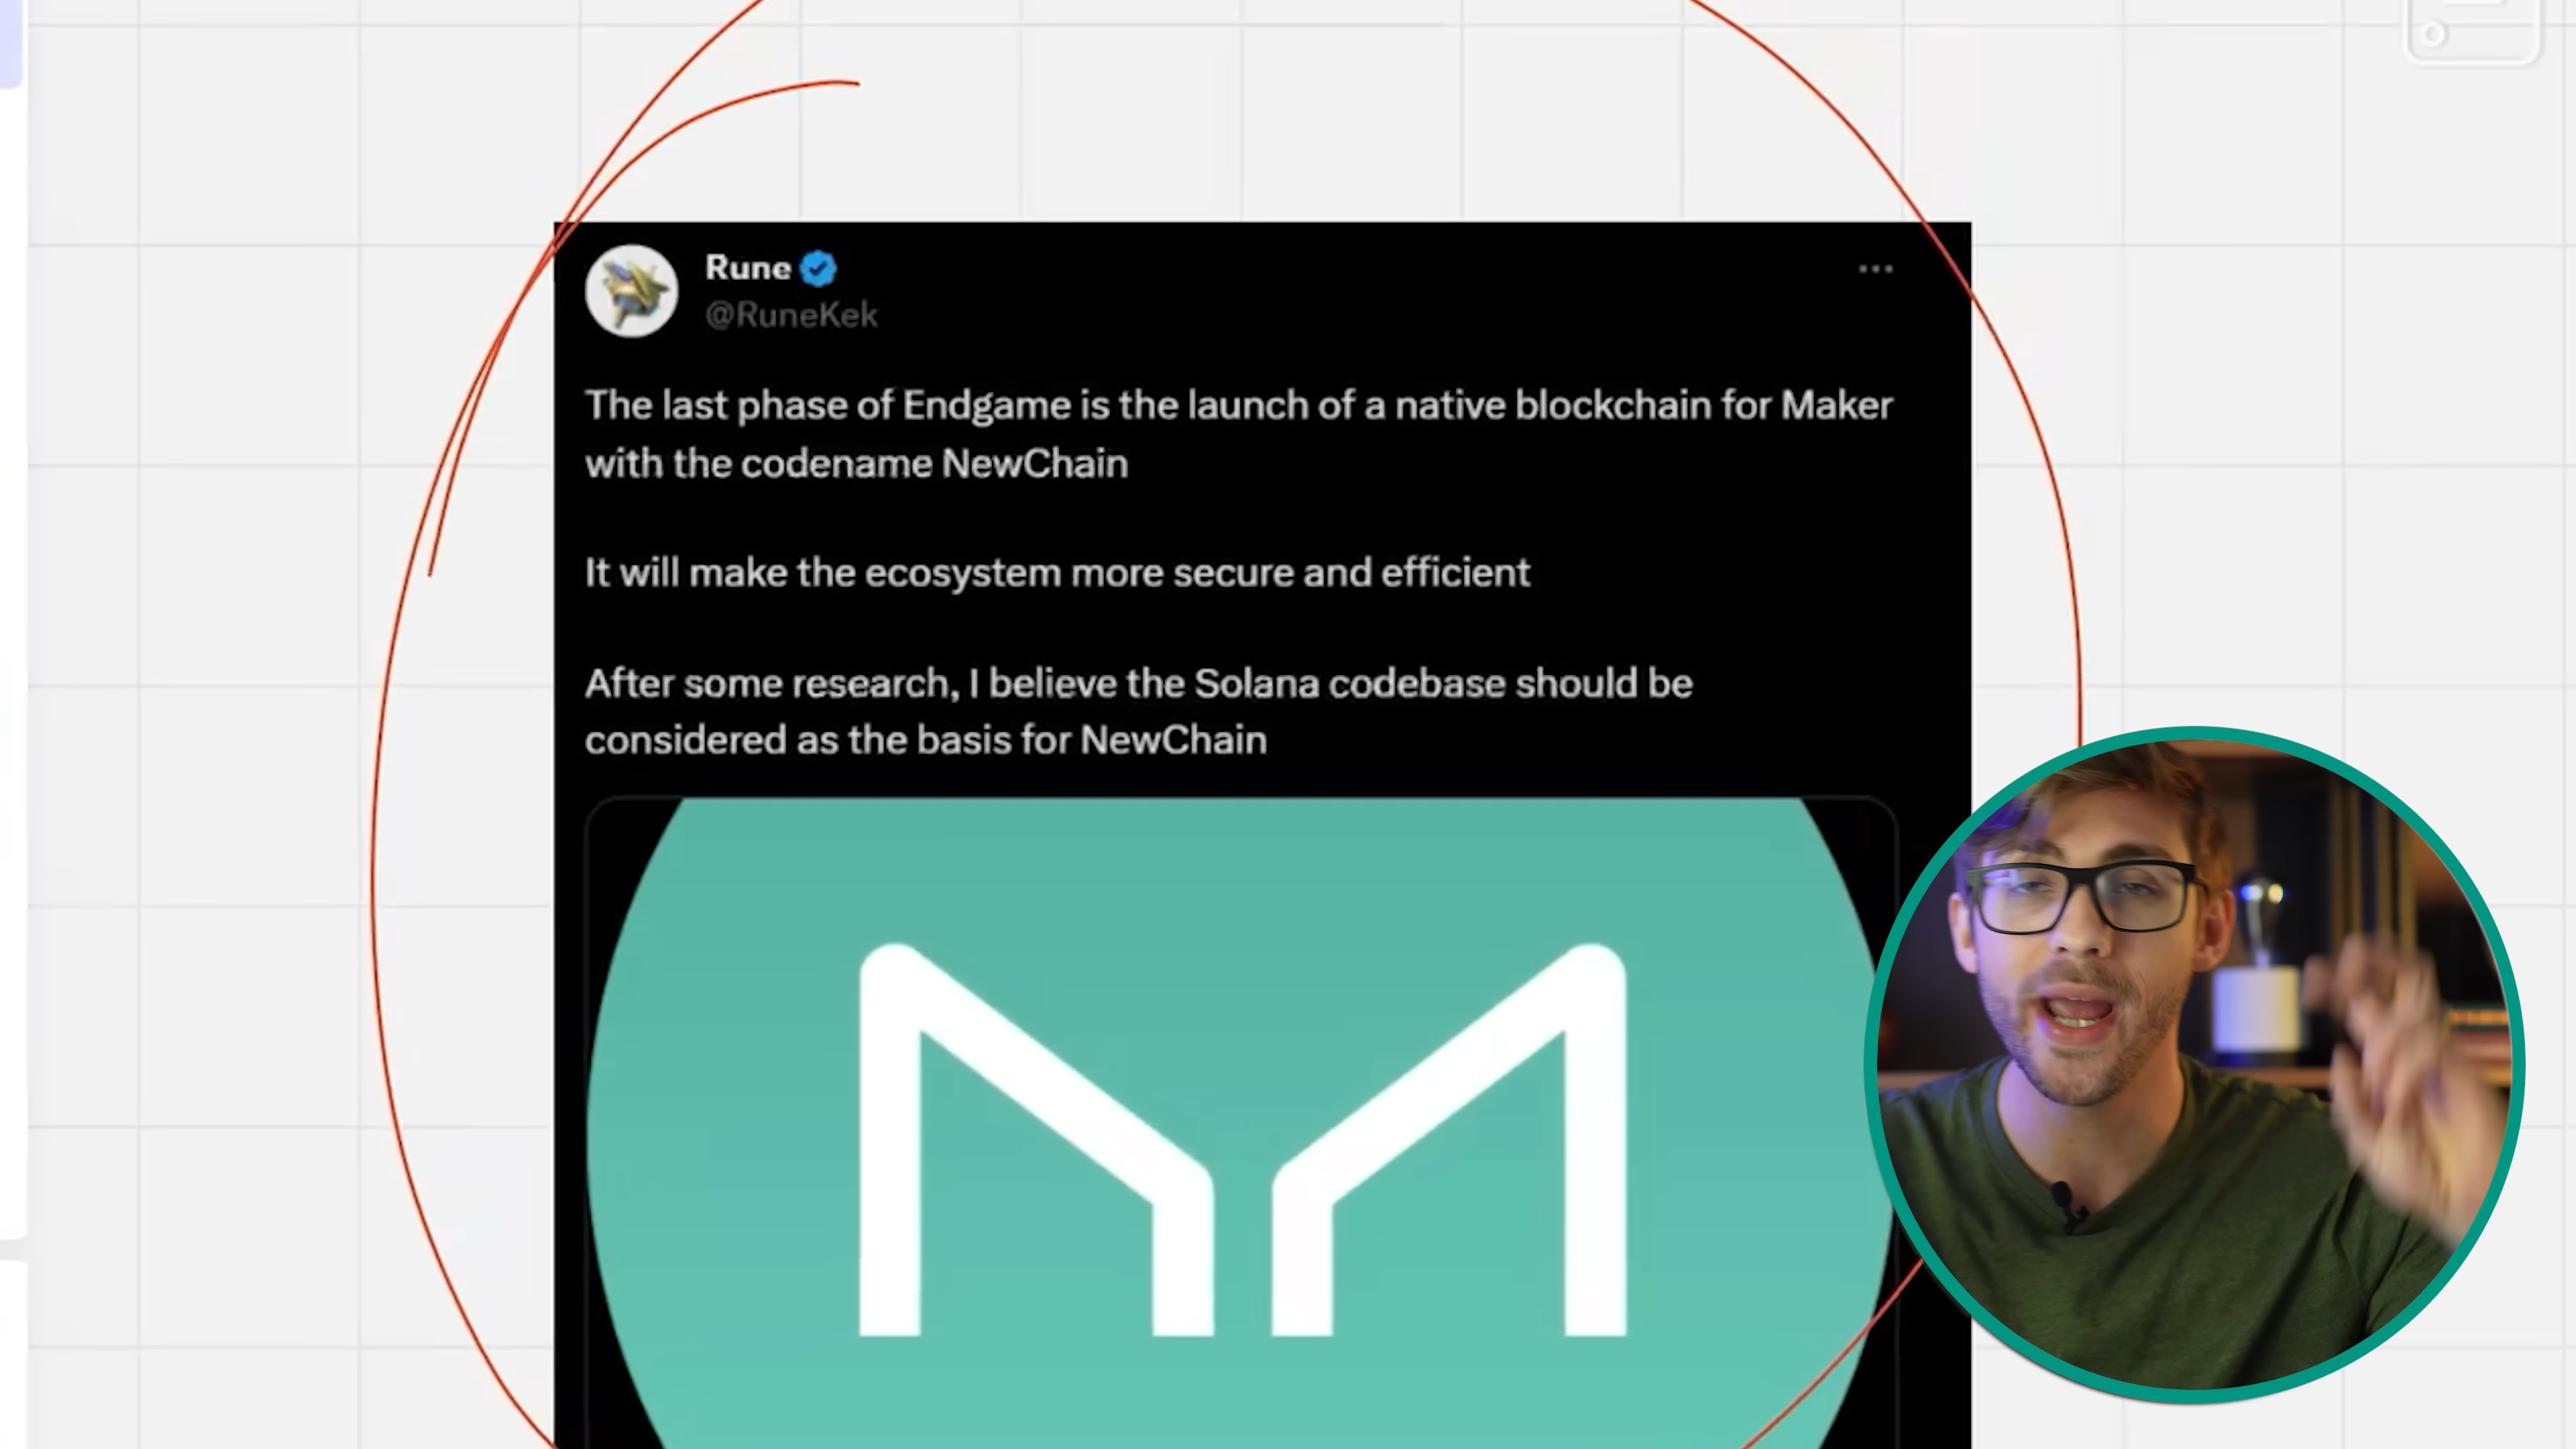 Rune
@RuneKek
The last phase of Endgame is the launch of a native blockchain for Maker
with the codename NewChain
It will make the ecosystem more secure and efficient
After some research, I believe the Solana codebase should be
considered as the basis for NewChain